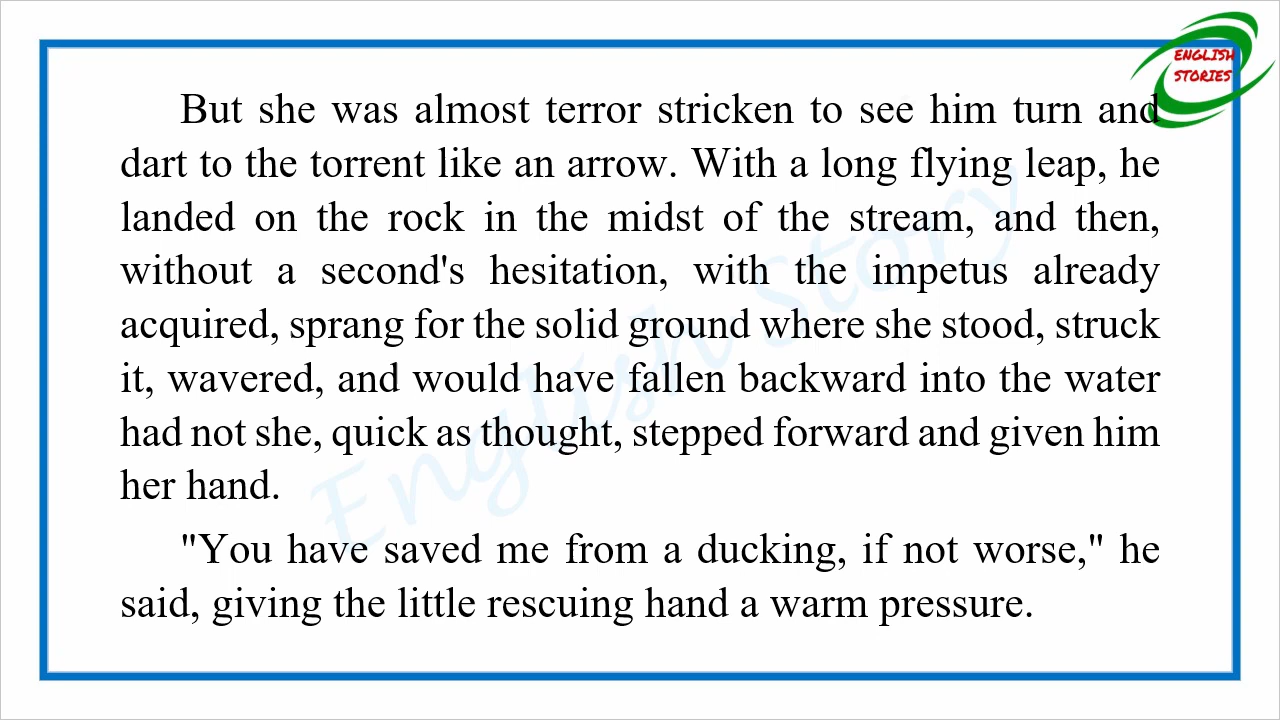 ENGLISH
STORIES
But she was almost terror stricken to see him turn and
dart to the torrent like an arrow. With a long flying leap, he
landed on the rock in the midst of the stream, and then,
without a second's hesitation, with the impetus already
acquired, sprang for the solid ground where she stood, struck
it, wavered, and would have fallen backward into the water
had not she, quick as thought, stepped forward and given him
her hand.
"You have saved me from a ducking, if not worse," he
said, giving the little rescuing hand a warm pressure.
English Story